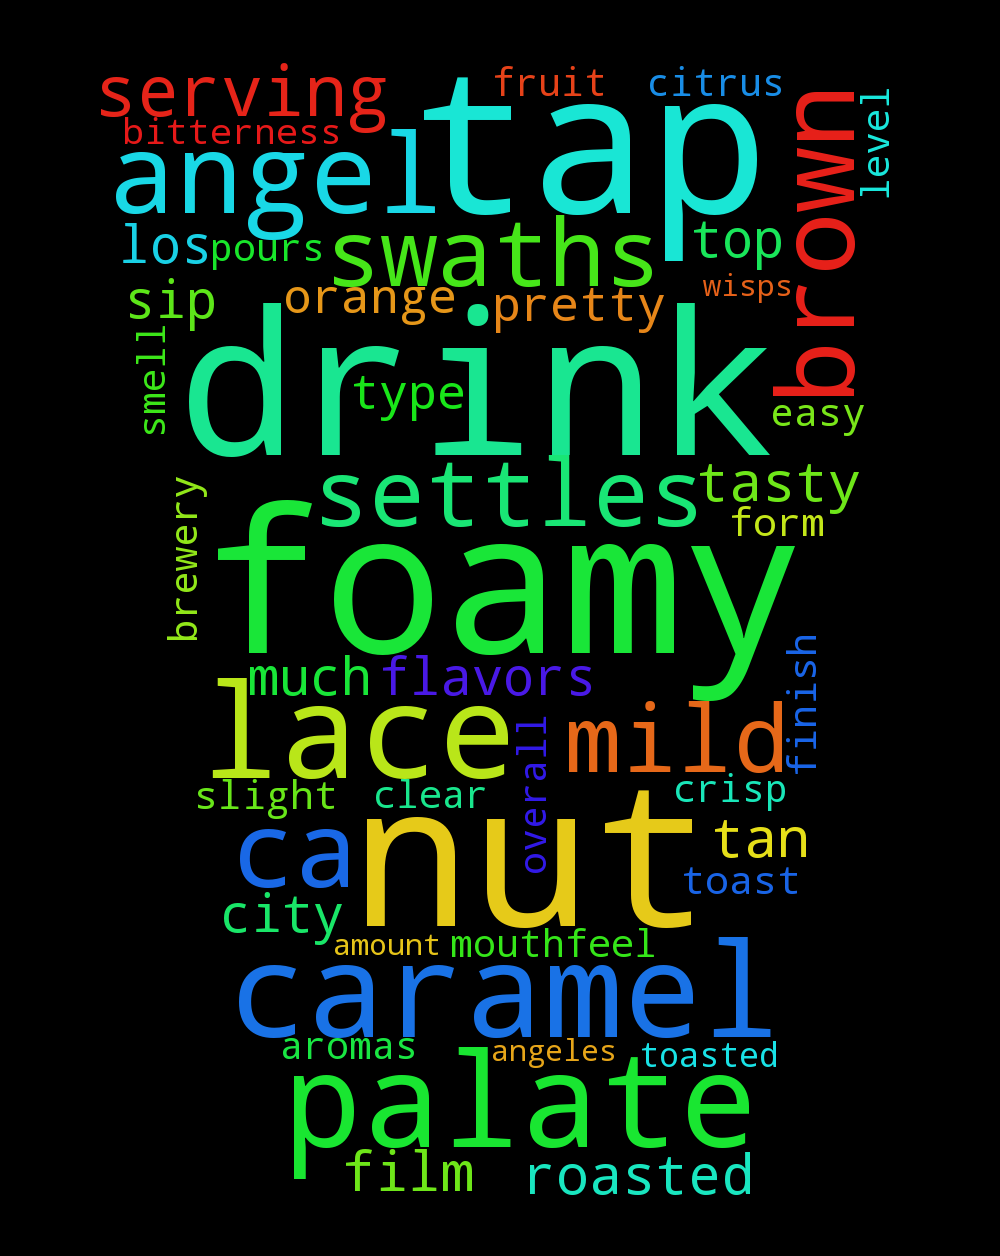 serving
fruit
citrus
tap
brown
level
bitterness
angel
los
pours
swaths
top
sip
orange
pretty
wisps
smell
drink
type
easy
settles
tasty
form
brewery
foamy
much
flavors
finish
lace
mild
overall
slight
clear
crisp
ca
nut
tan
toast
city
amount
mouthfeel
caramel
aromas
angeles
toasted
palate
film
roasted